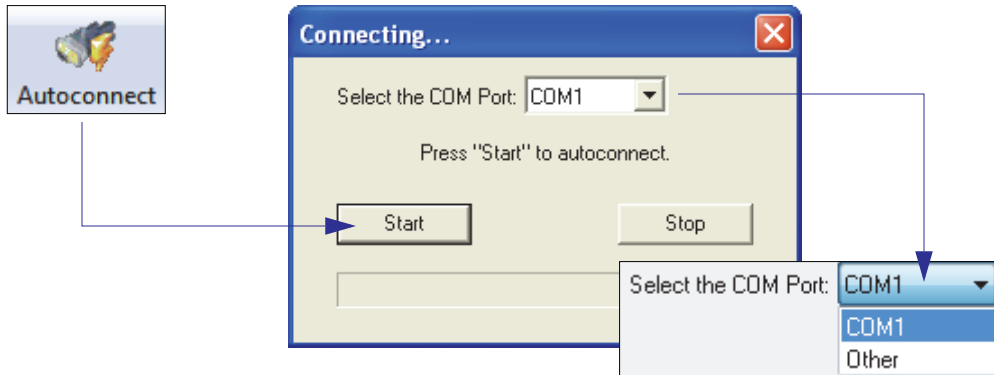 Autoconnect
Connecting...
Select the COM Port: COM1
Press "Start" to autoconnect.
Start Stop
Select the COM Port: COM1
COM1
Other